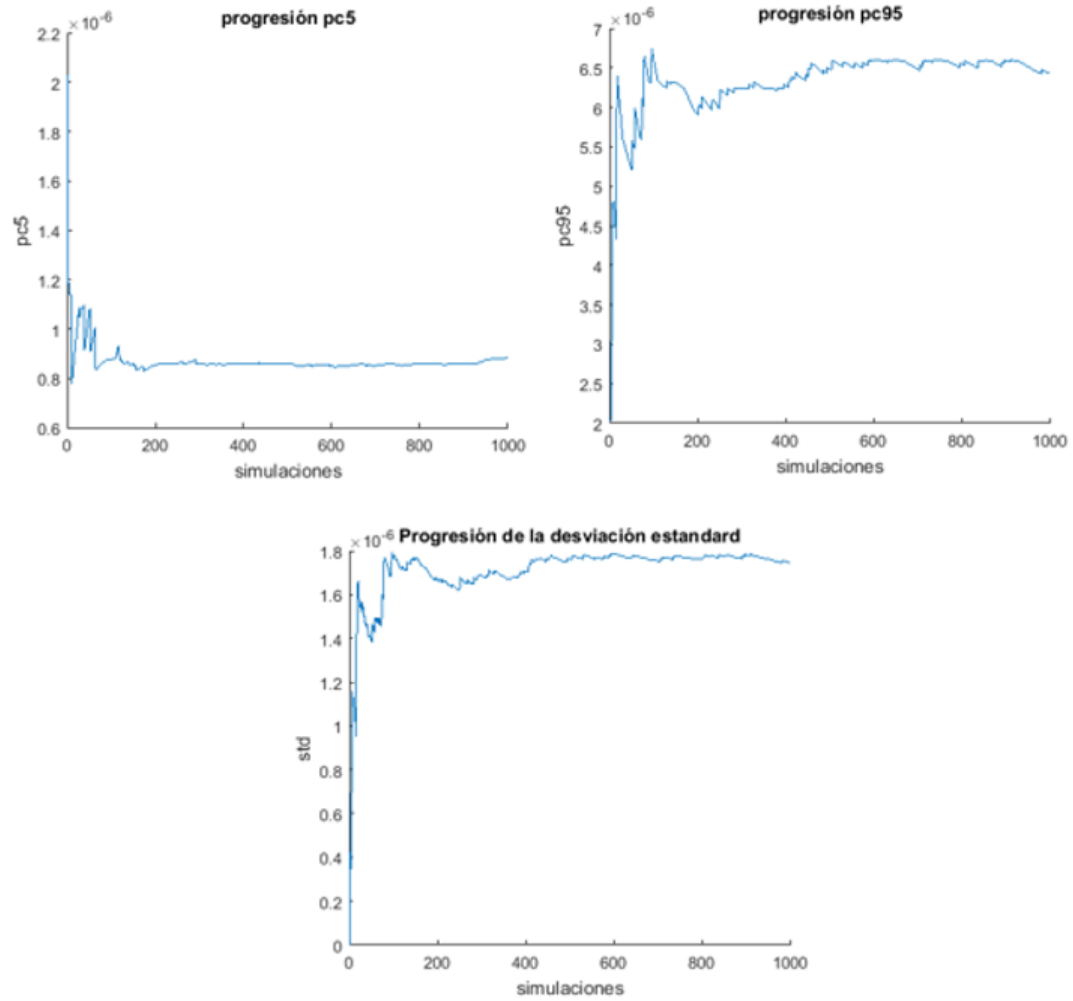 progresión pc5
×10-6
2.2
2
1.8
1.6
1.4
1.2
1
0.8
0.6
pc5
0 200 400 600 800 1000
simulaciones
progresión pc95
×10-6
7
6.5
6
5.5
5
4.5
4
3.5
3
2.5
2
pc95
0 200 400 600 800 1000
simulaciones
Progresión de la desviación estandard
×10-6
1.8
1.6
1.4
1.2
1
0.8
0.6
0.4
0.2
0
std
0 200 400 600 800 1000
simulaciones